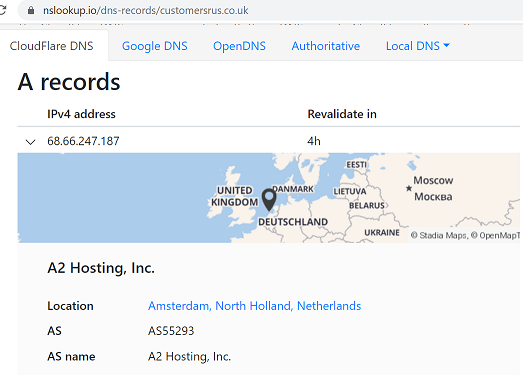 nslookup.io/dns-records/customersrus.co.uk
CloudFlare DNS Google DNS OpenDNS Authoritative Local DNS
A records
IPv4 address Revalidate in
68.66.247.187 4h
EESTI
Moscow
Москва
UNITED KINGDOM
DANMARK
LIETUVA
BELARUS
DEUTSCHLAND
UKRAINE
© Stadia Maps, © OpenMapT
A2 Hosting, Inc.
Location Amsterdam, North Holland, Netherlands
AS AS55293
AS name A2 Hosting, Inc.